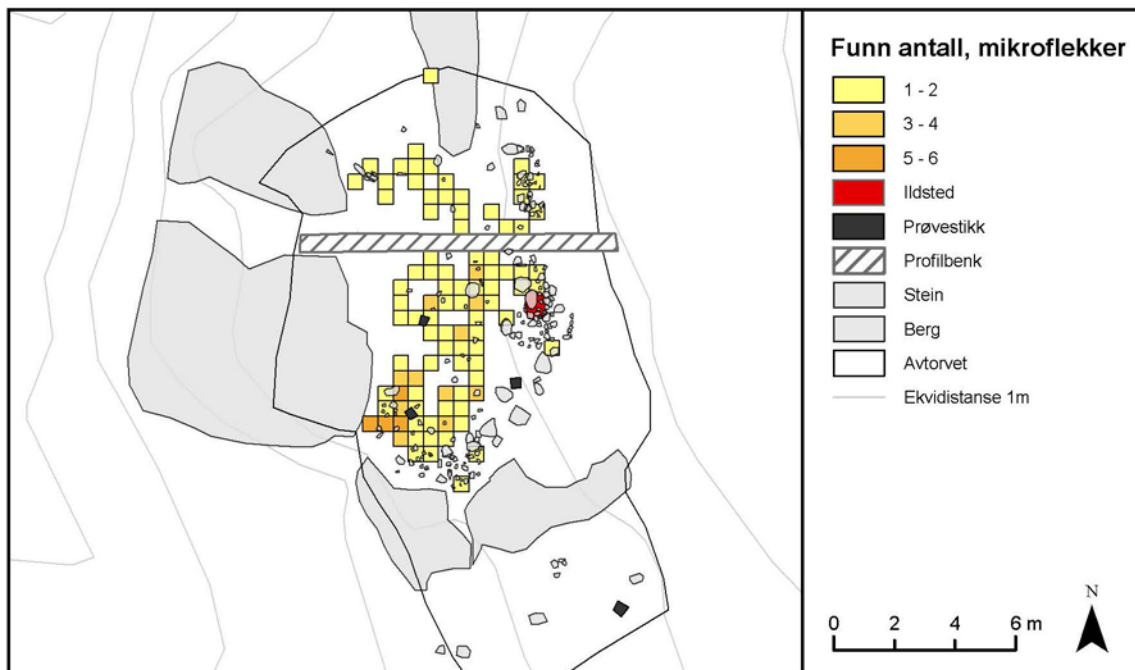 Funn antall, mikroflekker
1 - 2
3 - 4
5 - 6
Ildsted
Prøvestikk
Profilbenk
Stein
Berg
Avtorvet
Ekvidistanse 1m
N
0 2 4 6 m